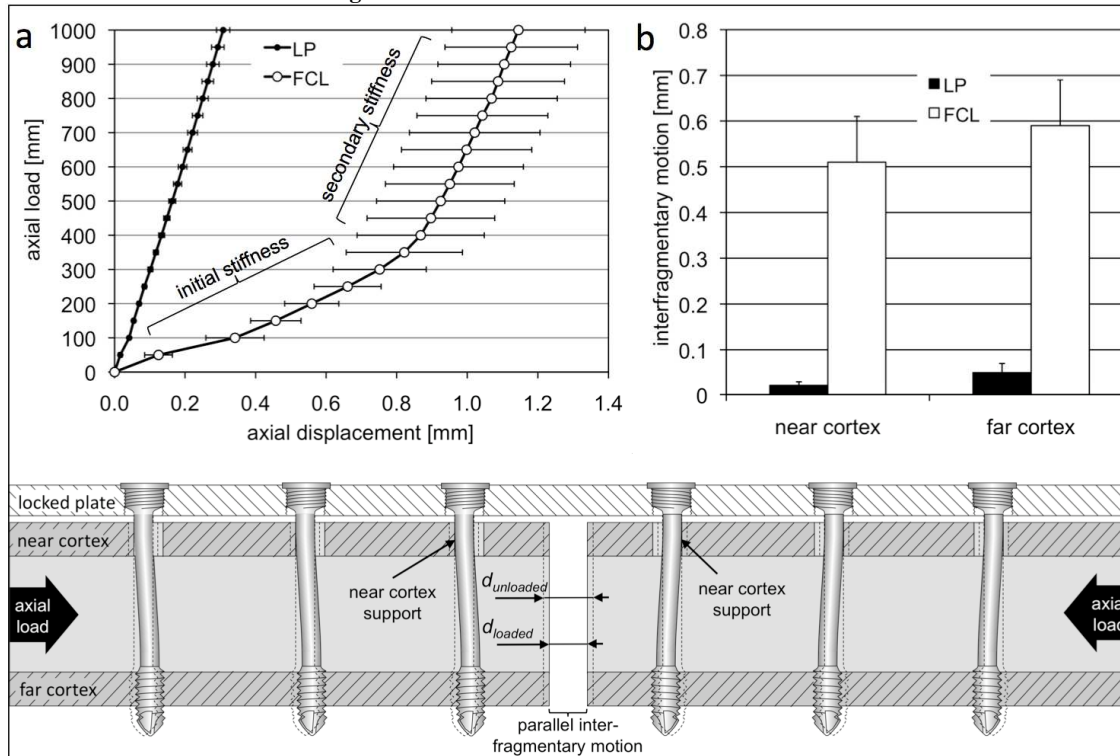 a
1000
900
800
700
600
500
400
300
200
100
0
axial load [mm]
LP
FCL
initial stiffness
secondary stiffness
0.0 0.2 0.4 0.6 0.8 1.0 1.2 1.4
axial displacement [mm]
b
0.8
0.7
0.6
0.5
0.4
0.3
0.2
0.1
0
interfragmentary motion [mm]
LP
FCL
near cortex far cortex
locked plate
near cortex
axial
load
far cortex
near cortex
support
d unloaded
d loaded
near cortex
support
axia
load
parallel inter-
fragmentary motion